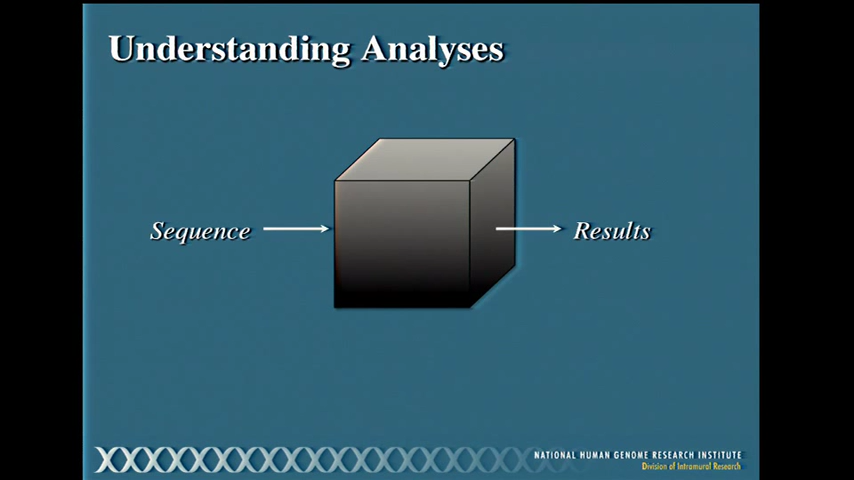 Understanding Analyses
Sequence
Results
NATIONAL HUMAN GENOME RESEARCH INSTITUTE
Division of Intramural Research